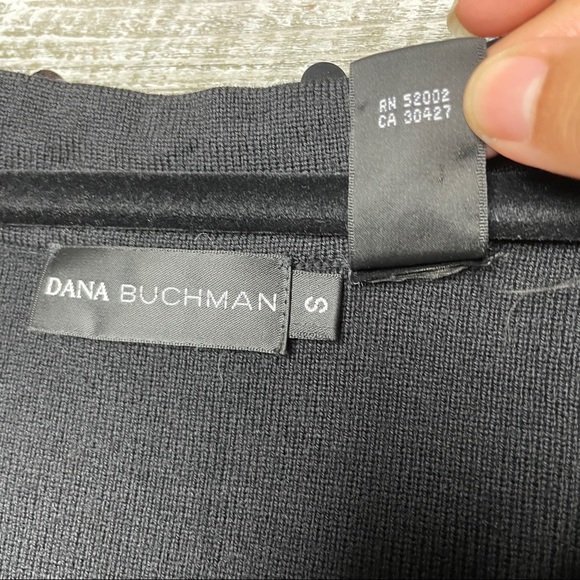 RN 52002
CA 30427
DANA BUCHMAN
S